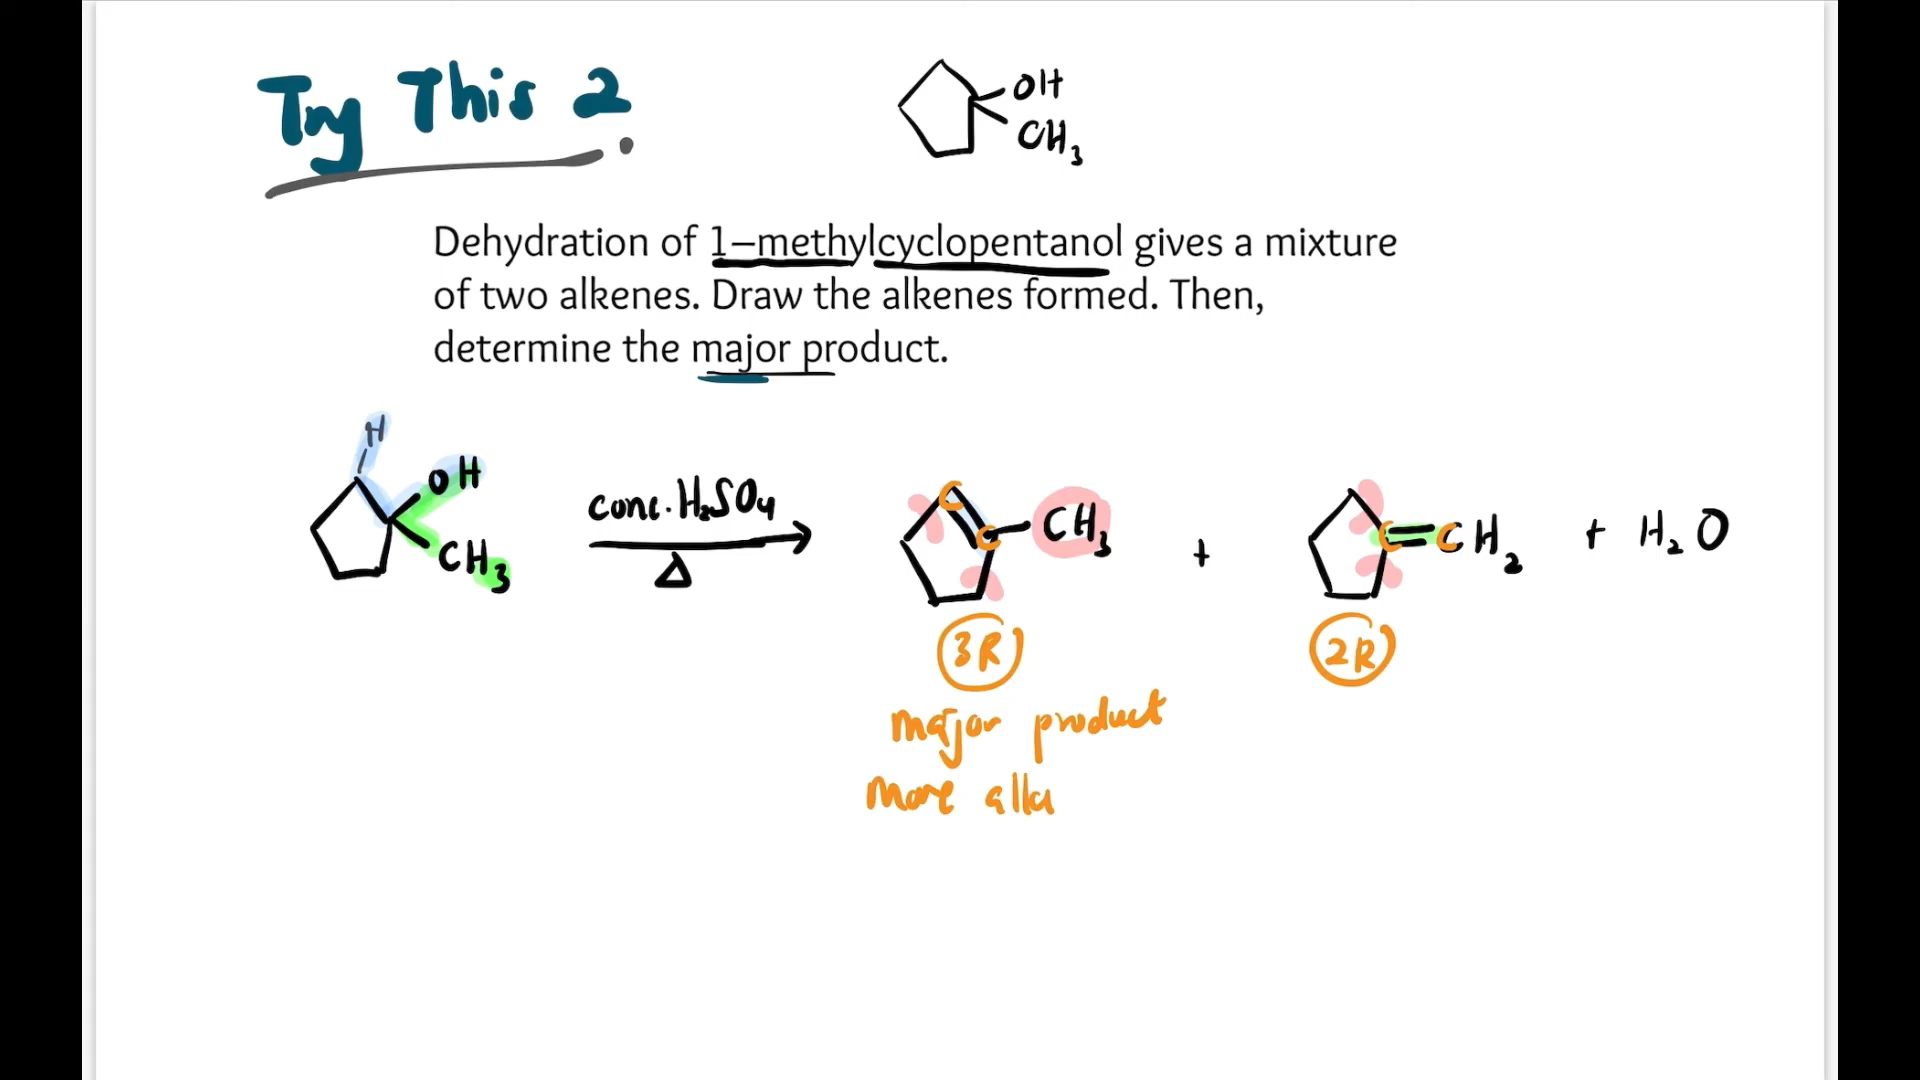 Try This 2.
OH
CH3
Dehydration of 1–methylcyclopentanol gives a mixture
of two alkenes. Draw the alkenes formed. Then,
determine the major product.
H
OH
CH3
conc. H2SO4
Δ
C
C
CH3
+
C=CH2
+ H2O
3R
2R
major product
more alk